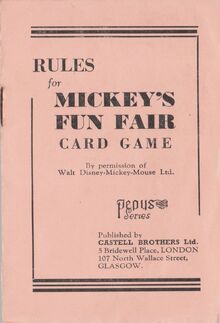 RULES
for
MICKEY'S
FUN FAIR
CARD GAME
By permission of
Walt Disney-Mickey-Mouse Ltd.
pepys
Series
Published by
CASTELL BROTHERS Ltd.
5 Bridewell Place, LONDON
107 North Wallace Street,
GLASGOW.